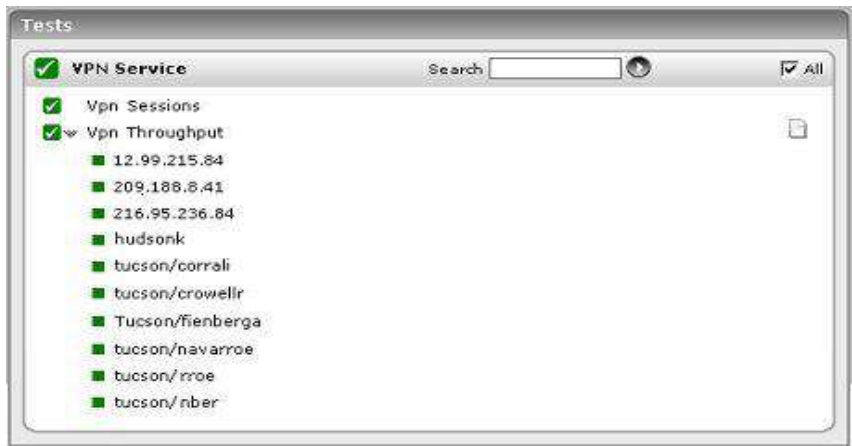 Tests
VPN Service Search All
Vpn Sessions
Vpn Throughput
12.99.215.84
209.188.8.41
216.95.236.84
hudsonk
tucson/corrali
tucson/crowellr
Tucson/fienberga
tucson/navarroe
tucson/rroe
tucson/nber